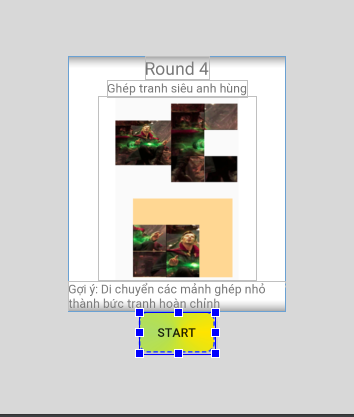 Round 4
Ghép tranh siêu anh hùng
Gợi ý: Di chuyển các mảnh ghép nhỏ
thành bức tranh hoàn chỉnh
START